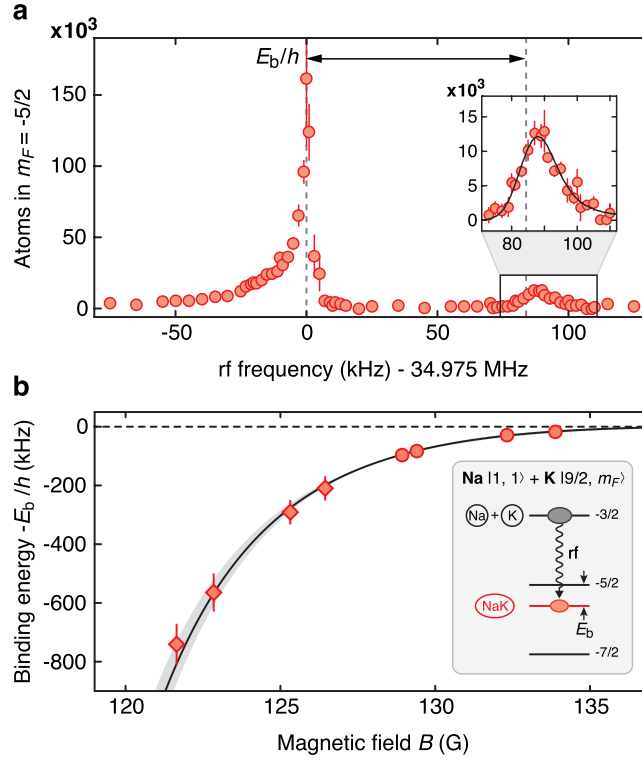 a
×10³
E_b/h
Atoms in m_F = -5/2
150
100
50
0
×10³
15
10
5
0
80
100
-50
0
50
100
rf frequency (kHz) - 34.975 MHz
b
Binding energy -E_b/h (kHz)
0
-200
-400
-600
-800
Na |1, 1⟩ + K |9/2, m_F⟩
Na + K
-3/2
rf
-5/2
NaK
E_b
-7/2
120
125
130
135
Magnetic field B (G)